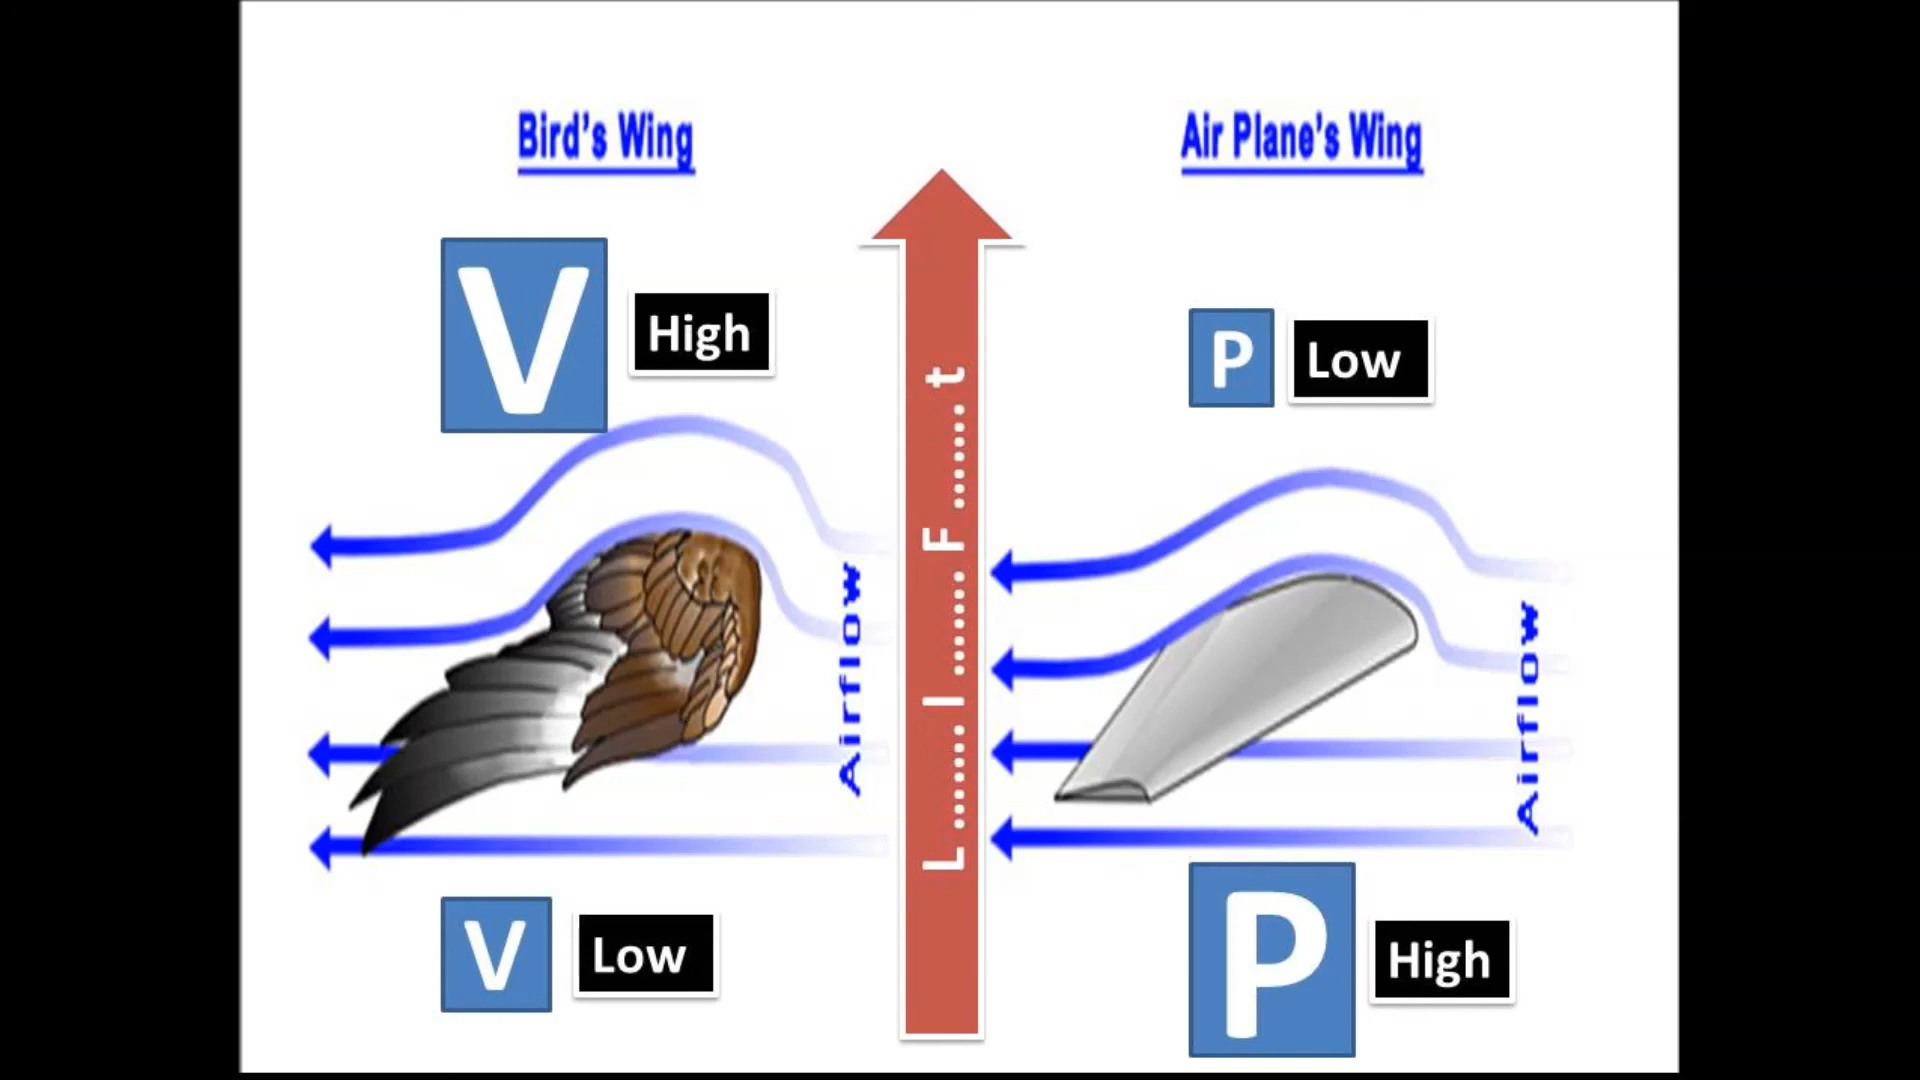 Bird's Wing
Air Plane's Wing
V
High
P
Low
Airflow
L ........ I ........ F ........ t
Airflow
V
Low
P
High